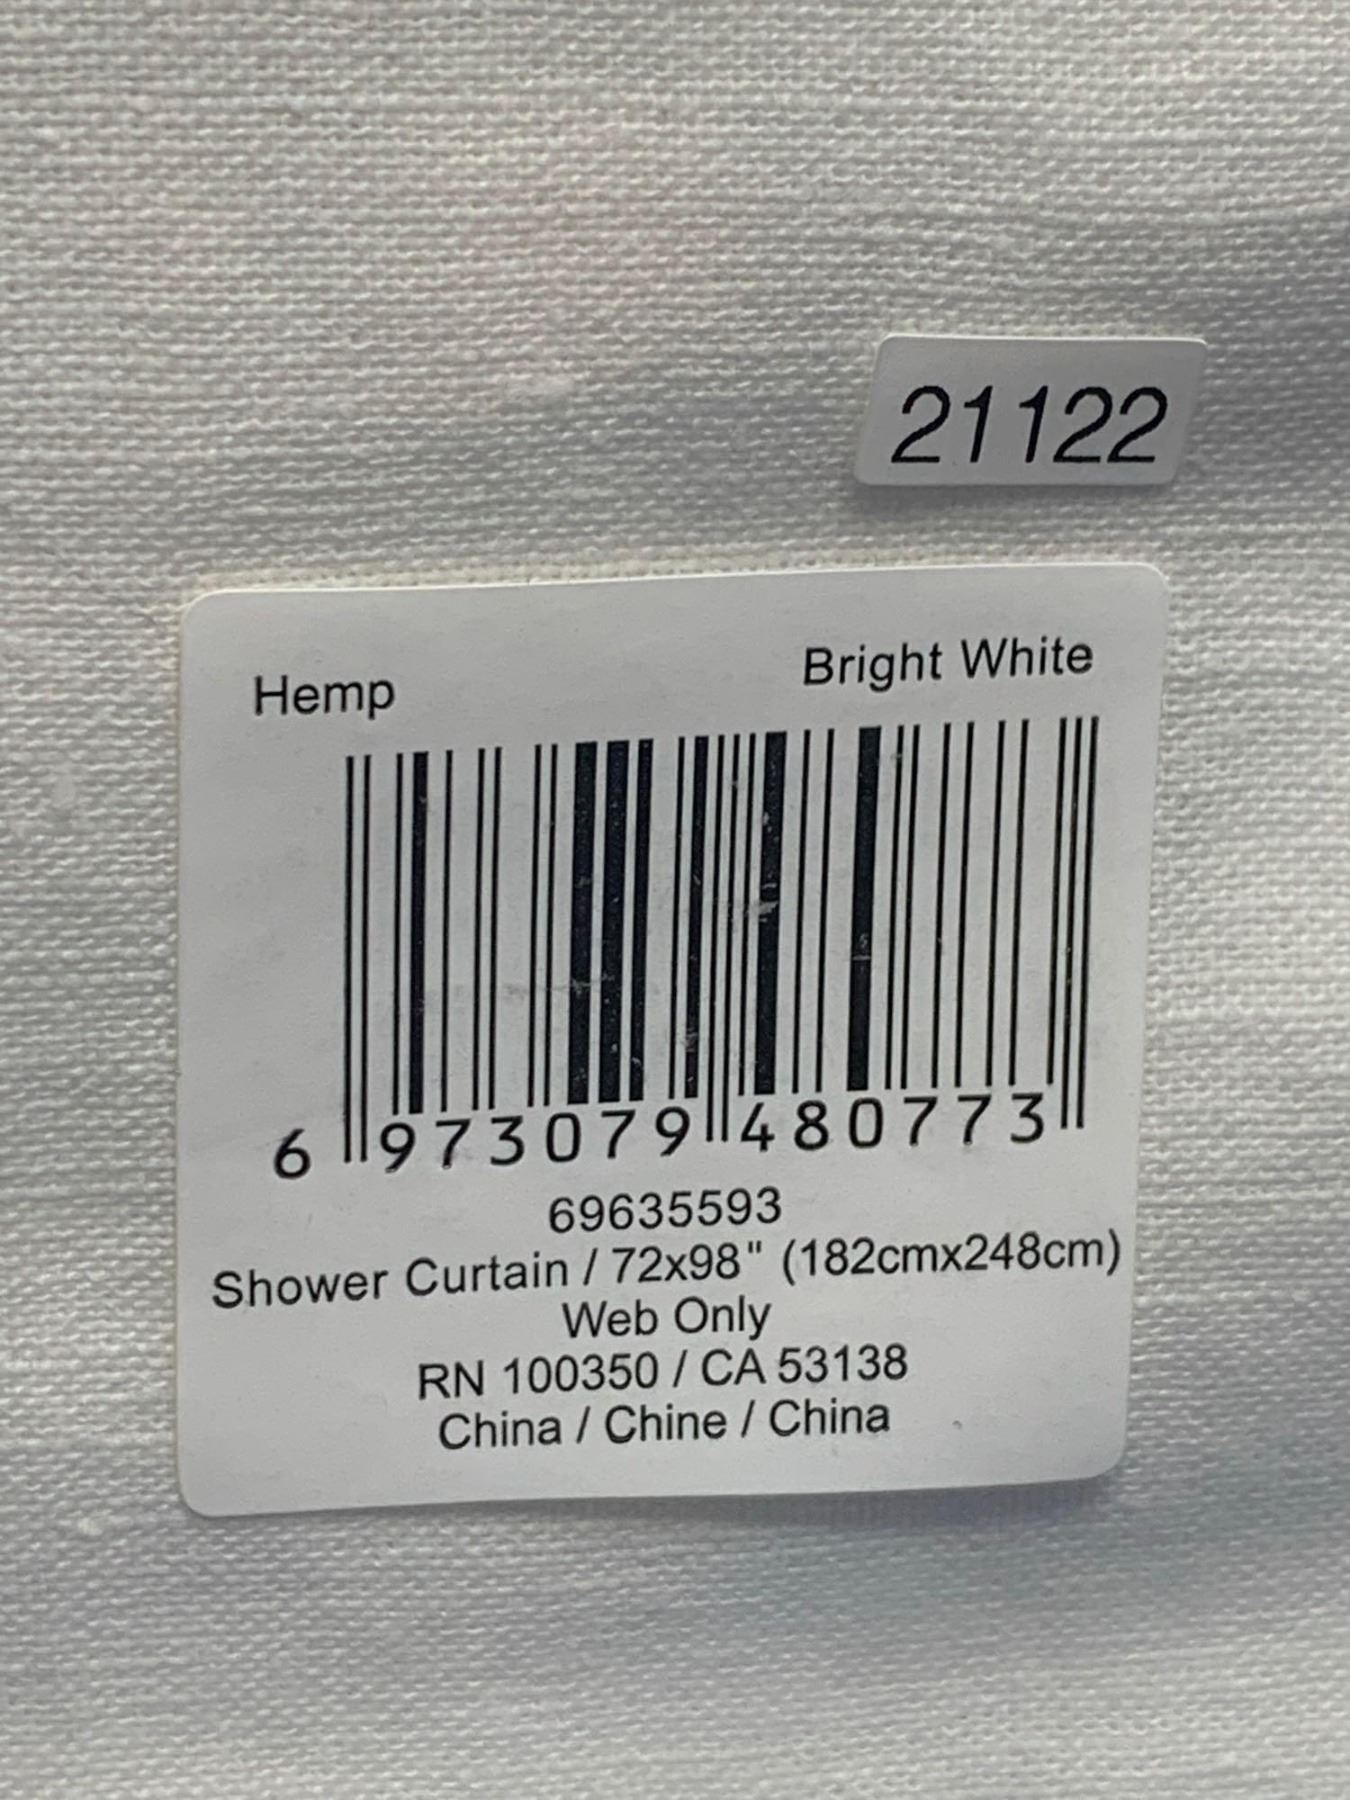 21122
Hemp Bright White
6 973079 480773
69635593
Shower Curtain / 72x98" (182cmx248cm)
Web Only
RN 100350 / CA 53138
China / Chine / China